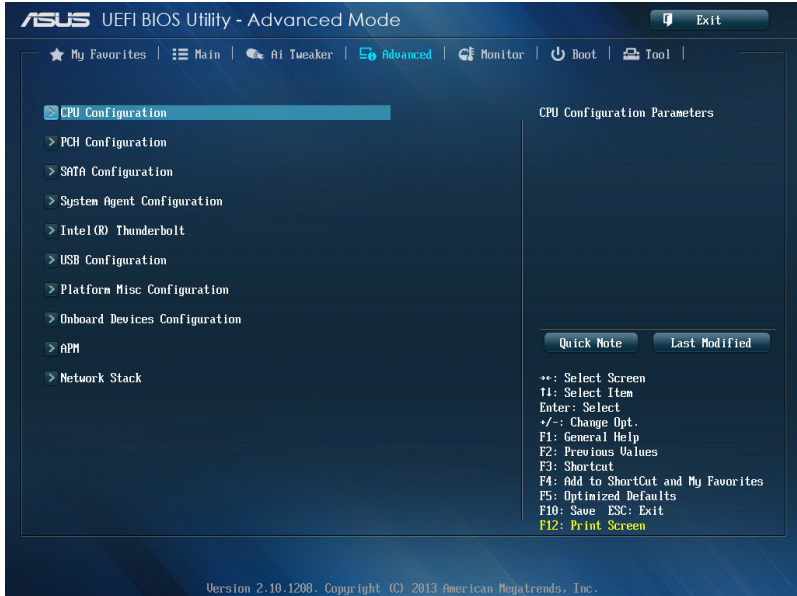 ASUS UEFI BIOS Utility - Advanced Mode
Exit
My Favorites | Main | Ai Tweaker | Advanced | Monitor | Boot | Tool |
CPU Configuration
PCH Configuration
SATA Configuration
System Agent Configuration
Intel(R) Thunderbolt
USB Configuration
Platform Misc Configuration
Onboard Devices Configuration
APM
Network Stack
CPU Configuration Parameters
Quick Note
Last Modified
→←: Select Screen
↑↓: Select Item
Enter: Select
+/-: Change Opt.
F1: General Help
F2: Previous Values
F3: Shortcut
F4: Add to ShortCut and My Favorites
F5: Optimized Defaults
F10: Save  ESC: Exit
F12: Print Screen
Version 2.10.1208. Copyright (C) 2013 American Megatrends, Inc.